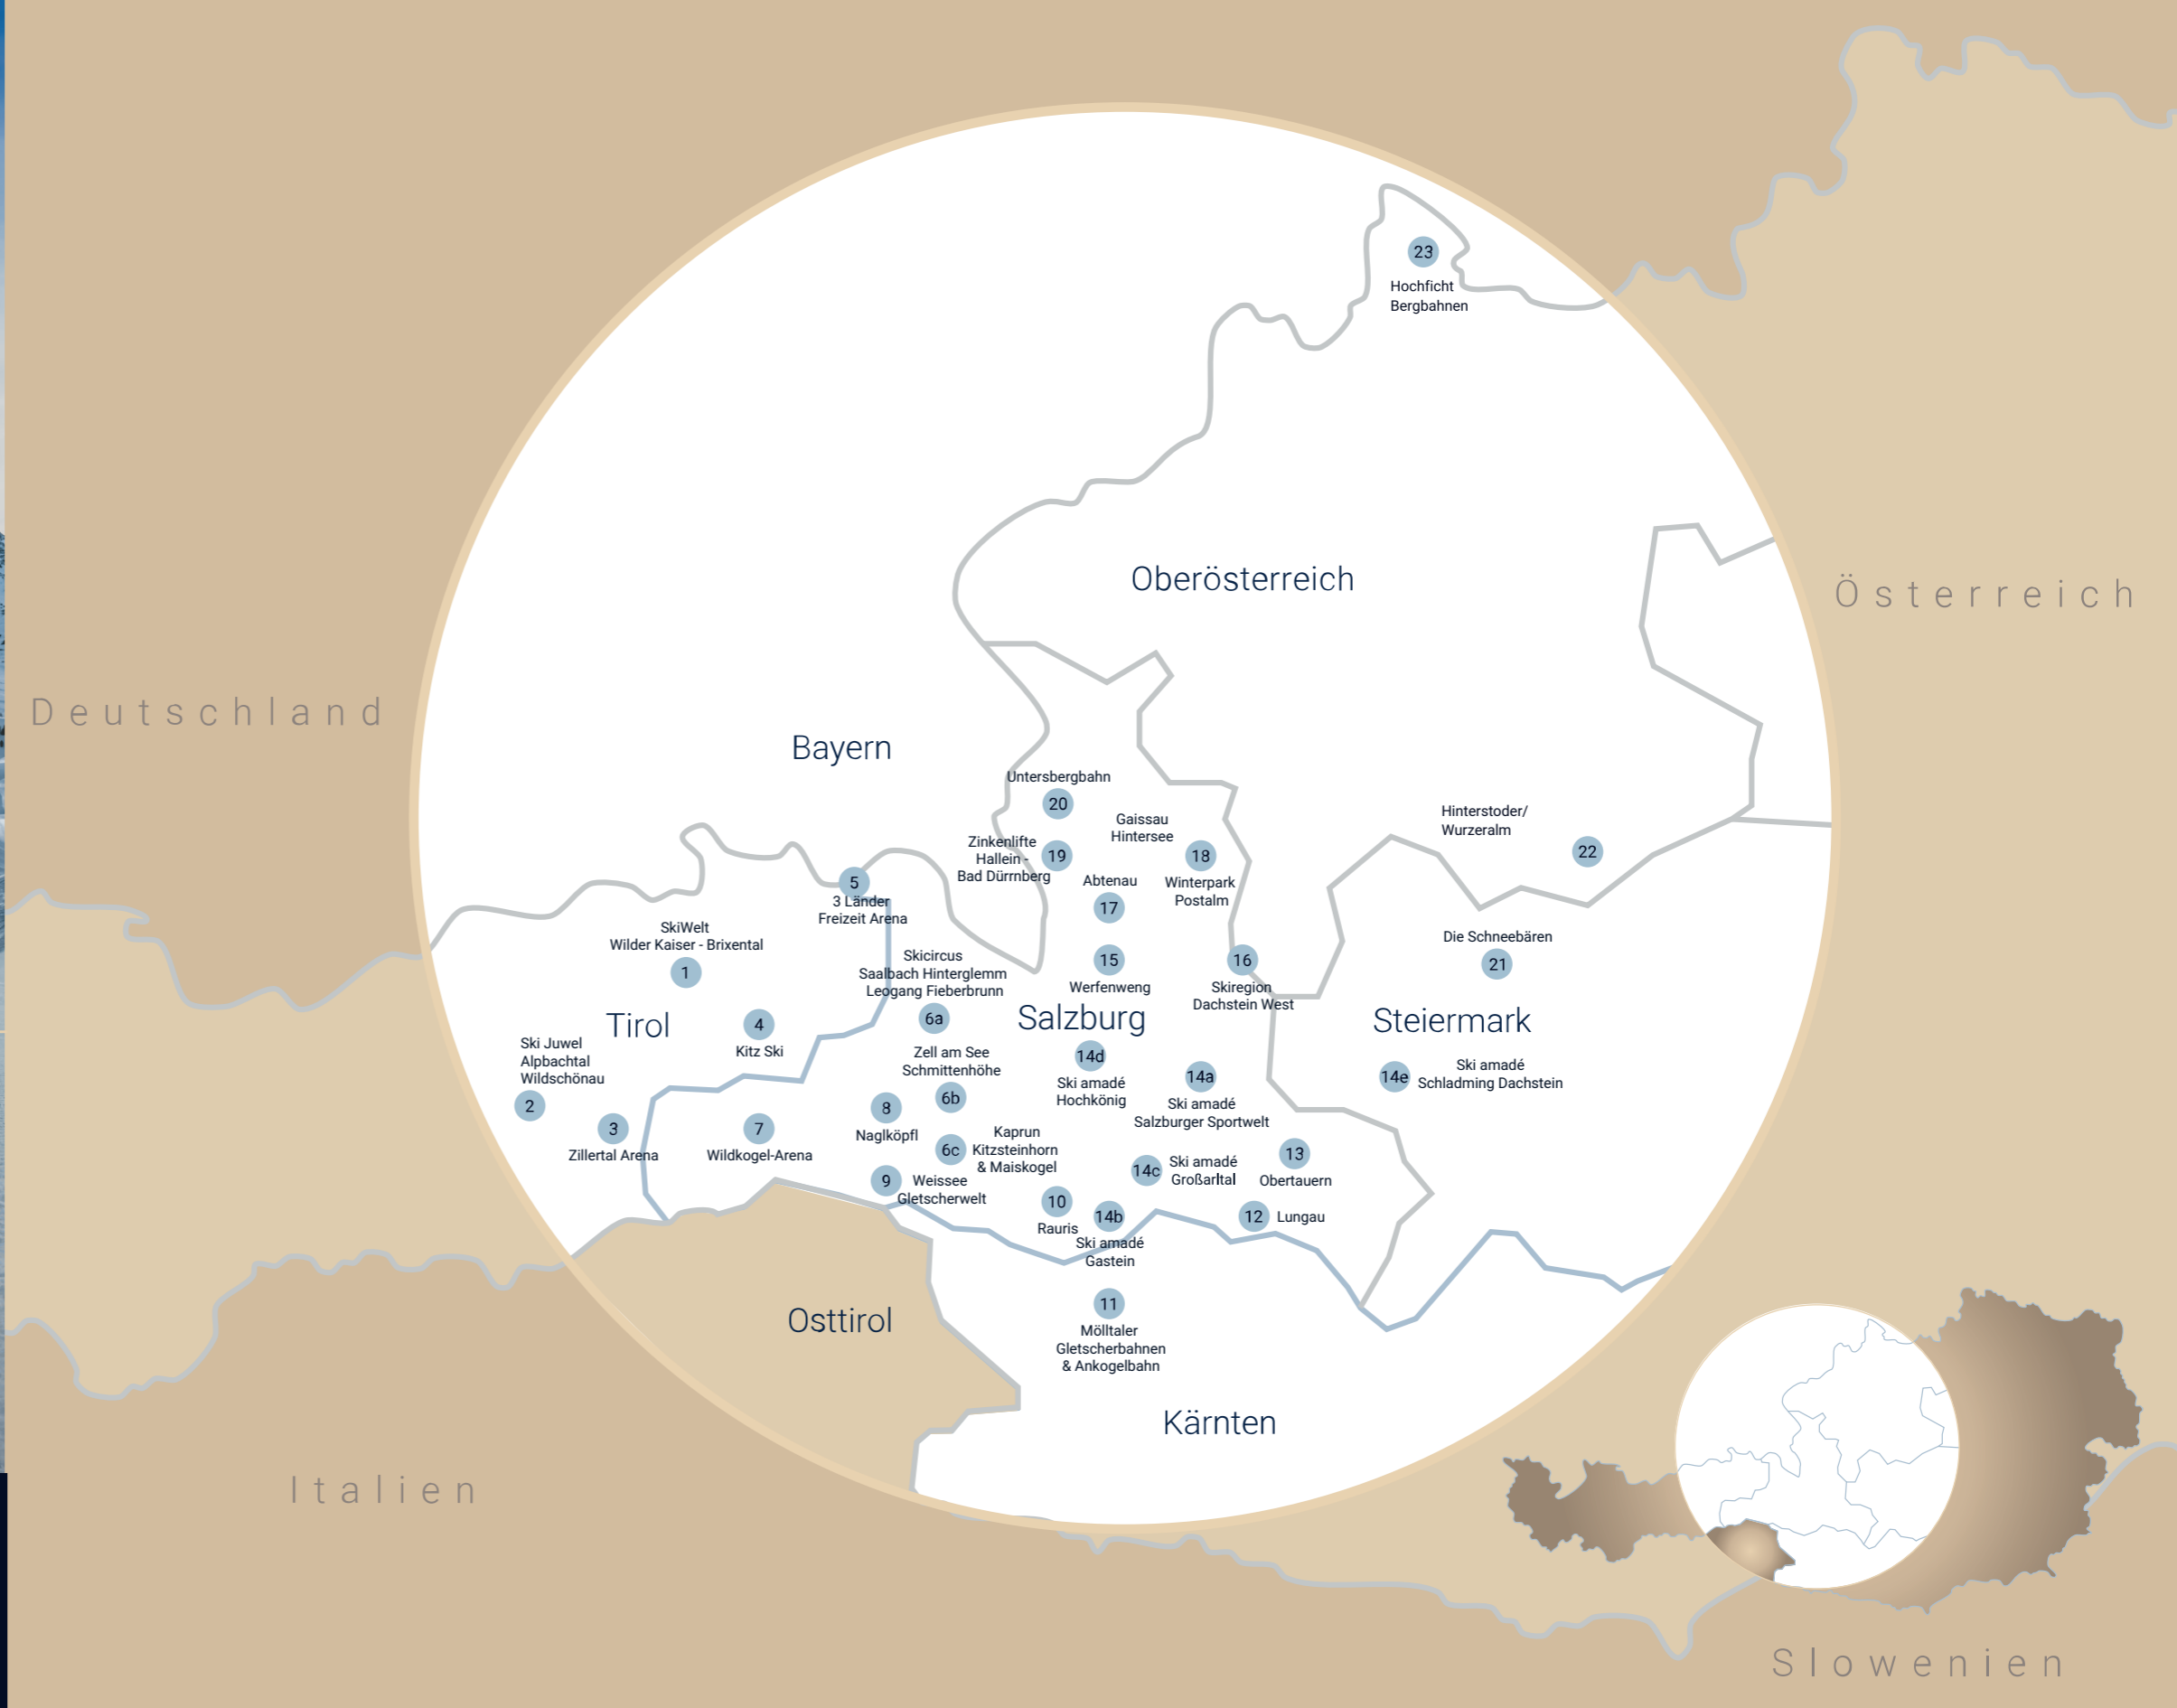 23
Hochficht
Bergbahnen
Oberösterreich
Österreich
Deutschland
Bayern
Untersbergbahn
20
Gaissau
Hintersee
Hinterstoder/
Wurzeralm
22
Zinkenlifte
Hallein -
Bad Dürrnberg
19
18
Winterpark
Postalm
Abtenau
17
5
3 Länder
Freizeit Arena
SkiWelt
Wilder Kaiser - Brixental
1
Die Schneebären
21
Skicircus
Saalbach Hinterglemm
Leogang Fieberbrunn
6a
15
Werfenweng
16
Skiregion
Dachstein West
Tirol
4
Kitz Ski
Salzburg
Steiermark
Ski Juwel
Alpbachtal
Wildschönau
2
Zell am See
Schmittenhöhe
6b
14d
Ski amadé
Hochkönig
14a
Ski amadé
Salzburger Sportwelt
14e
Ski amadé
Schladming Dachstein
3
Zillertal Arena
7
Wildkogel-Arena
8
Naglköpfl
6c
Kaprun
Kitzsteinhorn
& Maiskogel
14c
Ski amadé
Großarltal
13
Obertauern
9
Weissee
Gletscherwelt
10
Rauris
14b
Ski amadé
Gastein
12
Lungau
11
Mölltaler
Gletscherbahnen
& Ankogelbahn
Osttirol
Kärnten
Italien
Slowenien